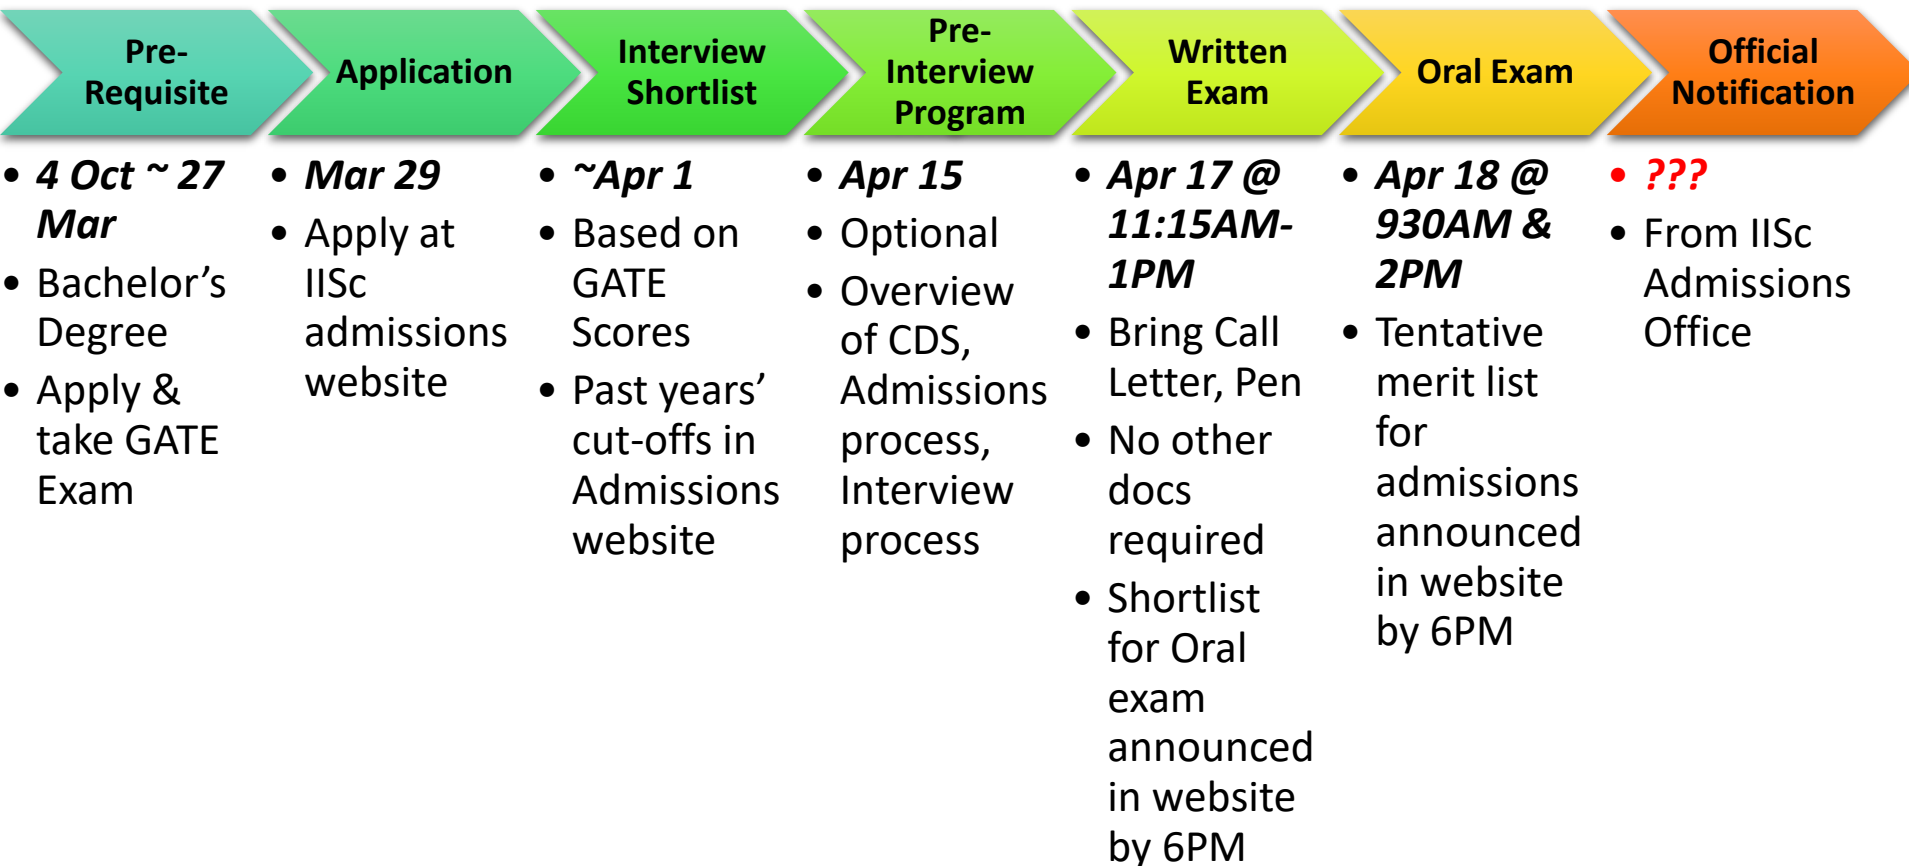 Pre-
Requisite
• 4 Oct ~ 27
Mar
• Bachelor’s
Degree
• Apply &
take GATE
Exam
Application
• Mar 29
• Apply at
IISc
admissions
website
Interview
Shortlist
• ~Apr 1
• Based on
GATE
Scores
• Past years’
cut-offs in
Admissions
website
Pre-
Interview
Program
• Apr 15
• Optional
• Overview
of CDS,
Admissions
process,
Interview
process
Written
Exam
• Apr 17 @
11:15AM-
1PM
• Bring Call
Letter, Pen
• No other
docs
required
• Shortlist
for Oral
exam
announced
in website
by 6PM
Oral Exam
• Apr 18 @
930AM &
2PM
• Tentative
merit list
for
admissions
announced
in website
by 6PM
Official
Notification
• ???
• From IISc
Admissions
Office